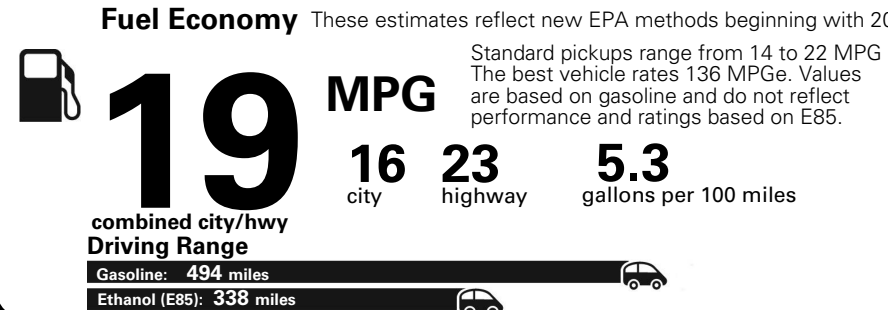 Fuel Economy These estimates reflect new EPA methods beginning with 20
Standard pickups range from 14 to 22 MPG
The best vehicle rates 136 MPGe. Values
are based on gasoline and do not reflect
performance and ratings based on E85.
19 MPG
combined city/hwy
16 city
23 highway
5.3 gallons per 100 miles
Driving Range
Gasoline: 494 miles
Ethanol (E85): 338 miles